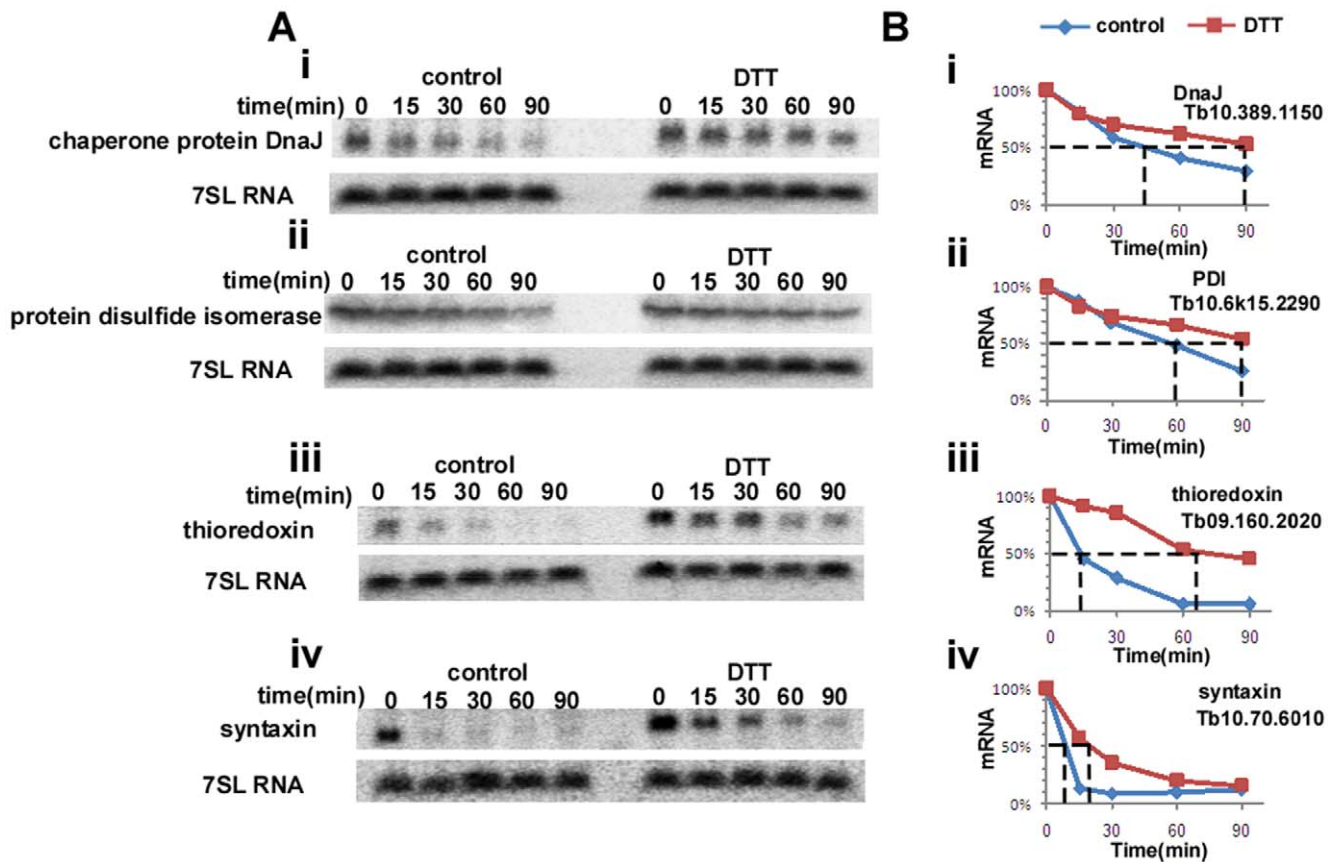 A
i
control DTT
time(min) 0 15 30 60 90 0 15 30 60 90
chaperone protein DnaJ
7SL RNA
ii
control DTT
time(min) 0 15 30 60 90 0 15 30 60 90
protein disulfide isomerase
7SL RNA
iii
control DTT
time(min) 0 15 30 60 90 0 15 30 60 90
thioredoxin
7SL RNA
iv
control DTT
time(min) 0 15 30 60 90 0 15 30 60 90
syntaxin
7SL RNA
B
control DTT
i
DnaJ
Tb10.389.1150
mRNA
100%
50%
0%
0 30 60 90
Time(min)
ii
PDI
Tb10.6k15.2290
mRNA
100%
50%
0%
0 30 60 90
Time(min)
iii
thioredoxin
Tb09.160.2020
mRNA
100%
50%
0%
0 30 60 90
Time(min)
iv
syntaxin
Tb10.70.6010
mRNA
100%
50%
0%
0 30 60 90
Time(min)